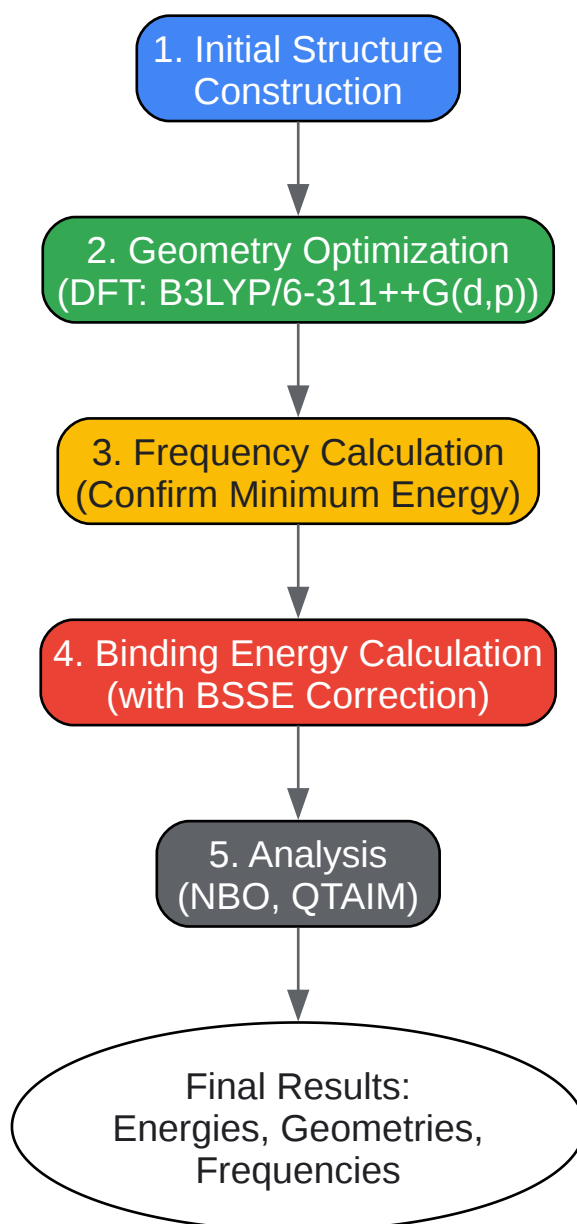 1. Initial Structure
Construction
2. Geometry Optimization
(DFT: B3LYP/6-311++G(d,p))
3. Frequency Calculation
(Confirm Minimum Energy)
4. Binding Energy Calculation
(with BSSE Correction)
5. Analysis
(NBO, QTAIM)
Final Results:
Energies, Geometries,
Frequencies